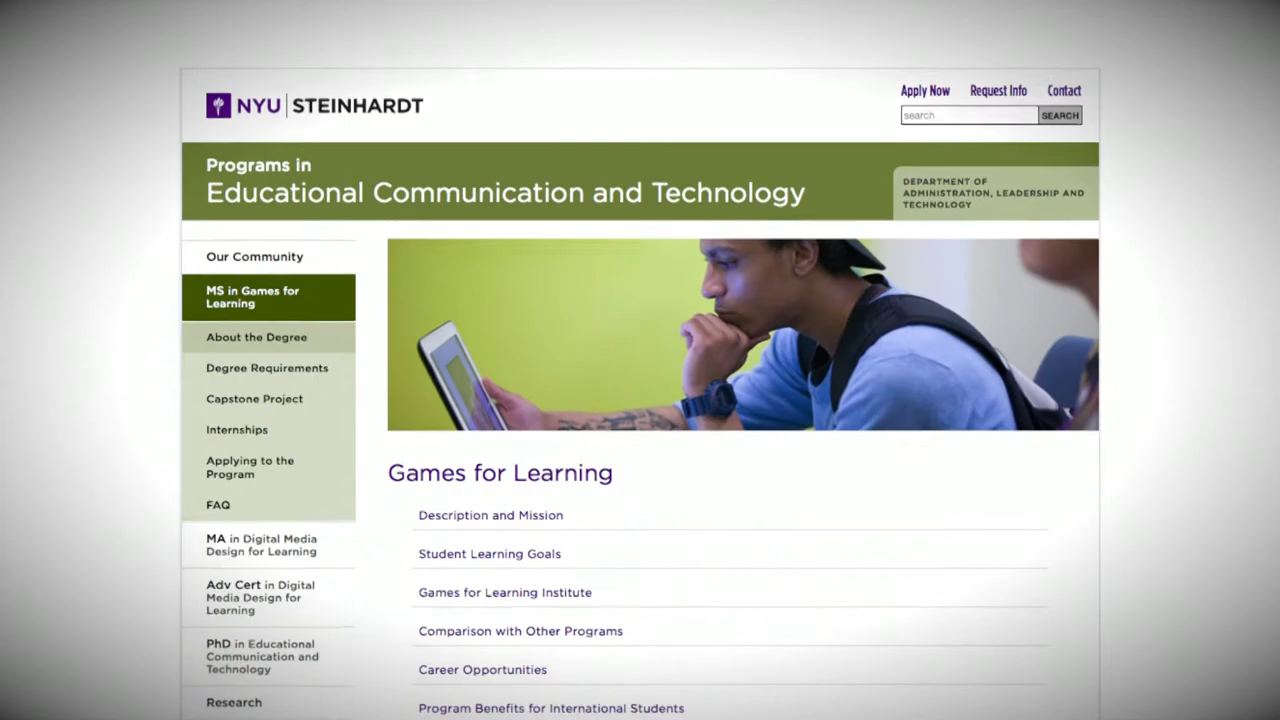 NYU | STEINHARDT
Apply Now Request Info Contact
search SEARCH
Programs in
Educational Communication and Technology
DEPARTMENT OF
ADMINISTRATION, LEADERSHIP AND
TECHNOLOGY
Our Community
MS in Games for
Learning
About the Degree
Degree Requirements
Capstone Project
Internships
Applying to the
Program
FAQ
MA in Digital Media
Design for Learning
Adv Cert in Digital
Media Design for
Learning
PhD in Educational
Communication and
Technology
Research
Games for Learning
Description and Mission
Student Learning Goals
Games for Learning Institute
Comparison with Other Programs
Career Opportunities
Program Benefits for International Students